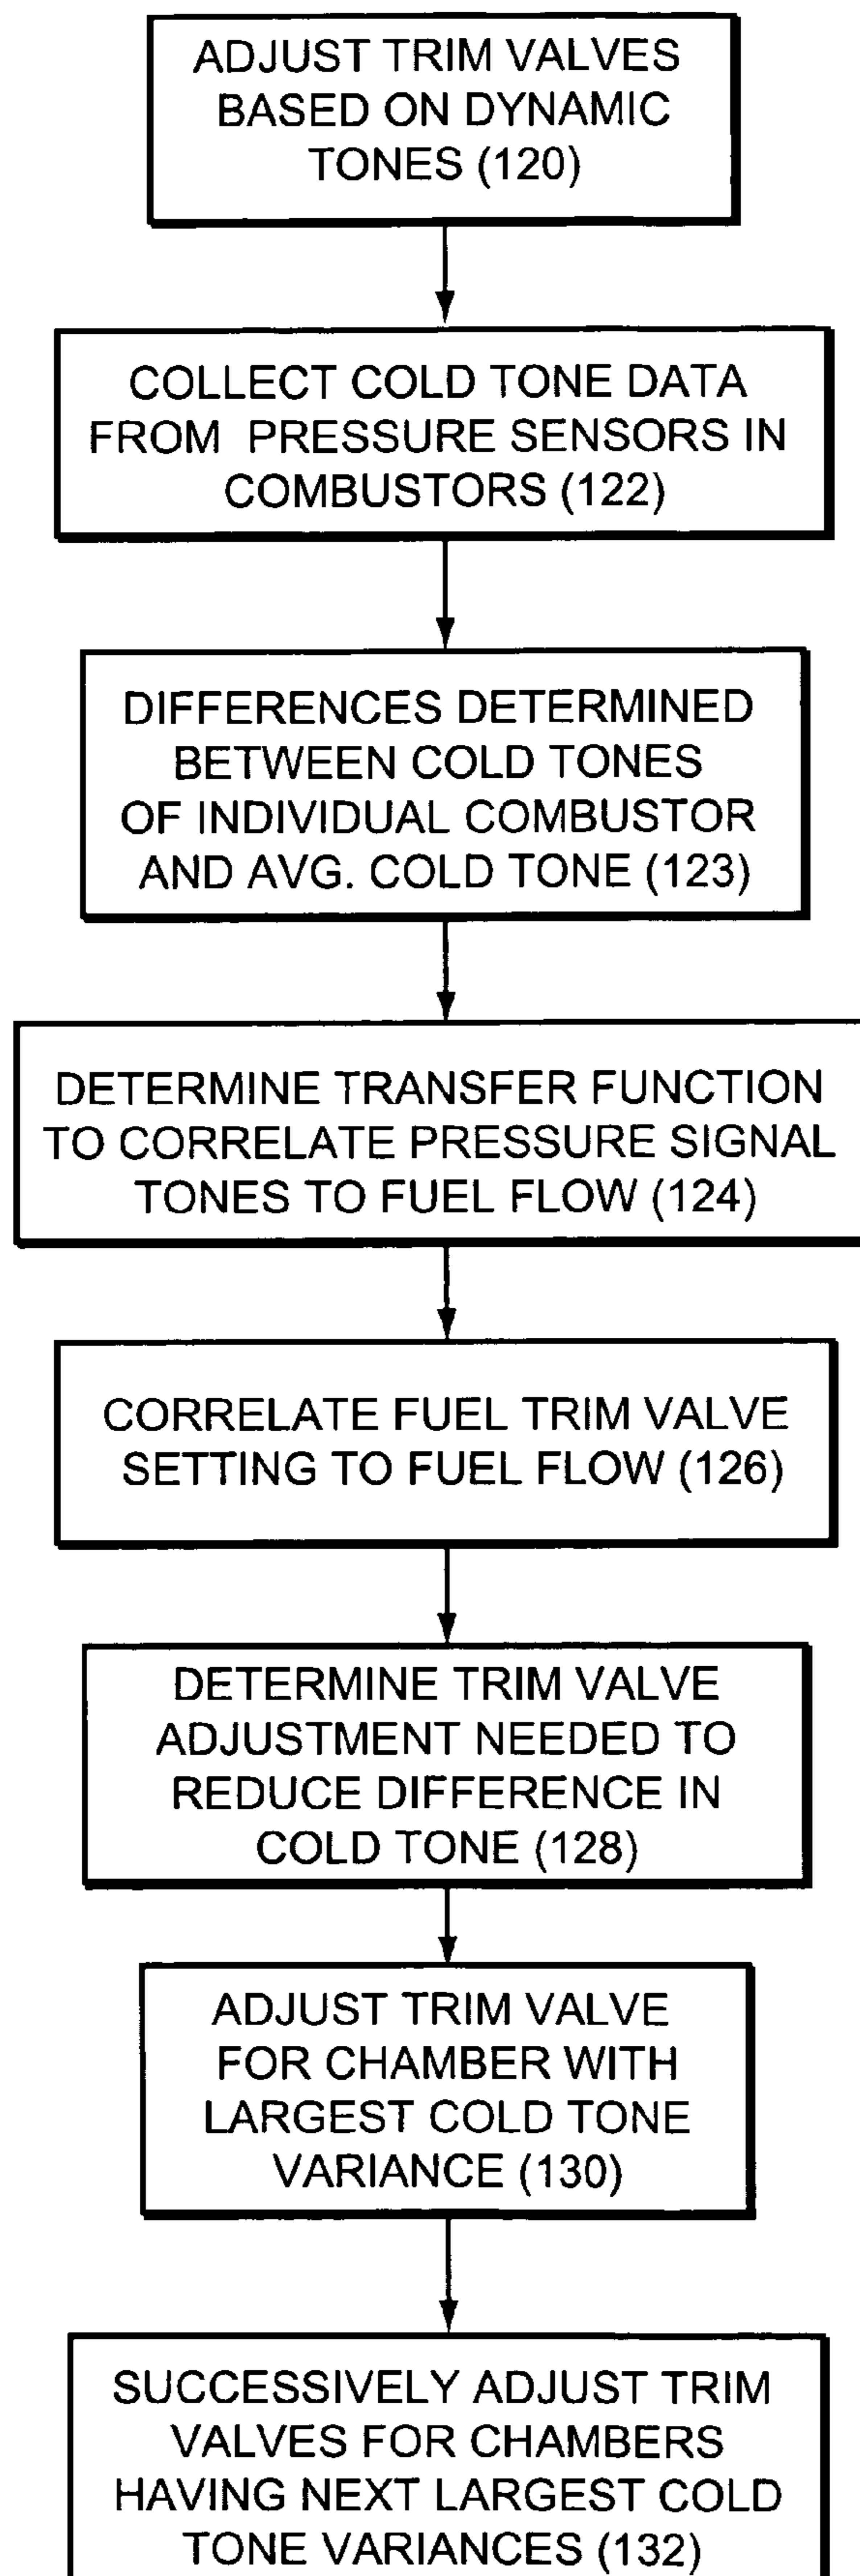 ADJUST TRIM VALVES
BASED ON DYNAMIC
TONES (120)
COLLECT COLD TONE DATA
FROM PRESSURE SENSORS IN
COMBUSTORS (122)
DIFFERENCES DETERMINED
BETWEEN COLD TONES
OF INDIVIDUAL COMBUSTOR
AND AVG. COLD TONE (123)
DETERMINE TRANSFER FUNCTION
TO CORRELATE PRESSURE SIGNAL
TONES TO FUEL FLOW (124)
CORRELATE FUEL TRIM VALVE
SETTING TO FUEL FLOW (126)
DETERMINE TRIM VALVE
ADJUSTMENT NEEDED TO
REDUCE DIFFERENCE IN
COLD TONE (128)
ADJUST TRIM VALVE
FOR CHAMBER WITH
LARGEST COLD TONE
VARIANCE (130)
SUCCESSIVELY ADJUST TRIM
VALVES FOR CHAMBERS
HAVING NEXT LARGEST COLD
TONE VARIANCES (132)